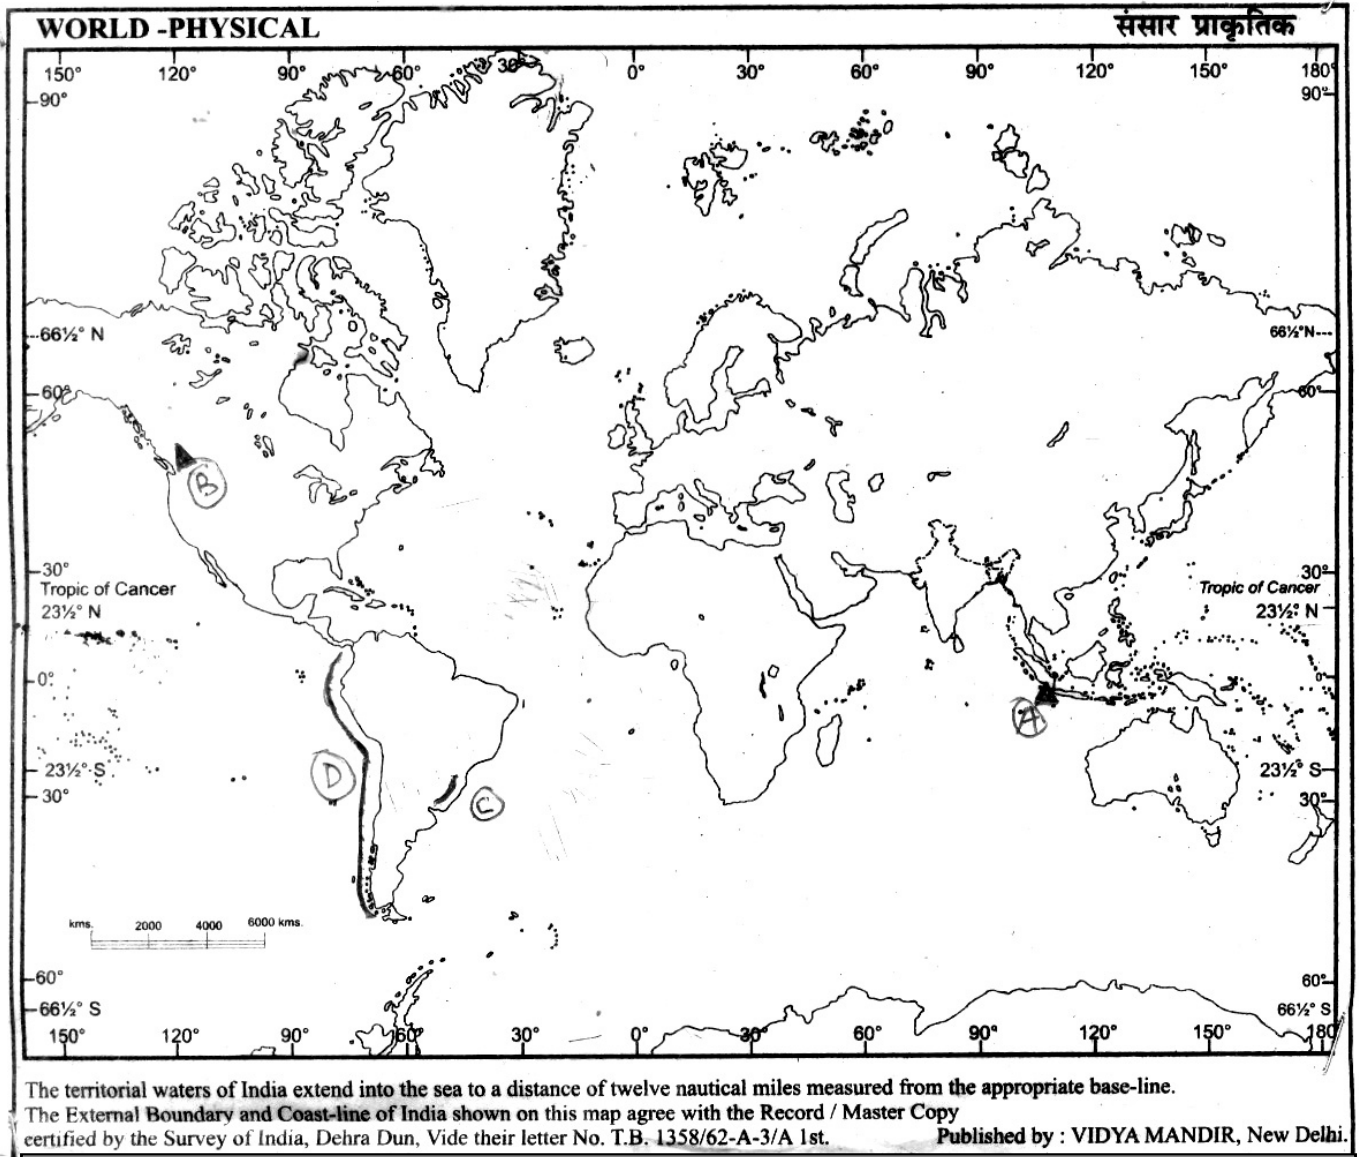 WORLD -PHYSICAL संसार प्राकृतिक
150° 120° 90° 60° 30° 0° 30° 60° 90° 120° 150° 180°
90° 90°
66½° N 66½°N
60° 60°
B
30° 30°
Tropic of Cancer Tropic of Cancer
23½° N 23½° N
0° 0°
A
D
23½° S 23½° S
30° 30°
C
kms. 2000 4000 6000 kms.
60° 60°
66½° S 66½° S
150° 120° 90° 60° 30° 0° 30° 60° 90° 120° 150° 180
The territorial waters of India extend into the sea to a distance of twelve nautical miles measured from the appropriate base-line.
The External Boundary and Coast-line of India shown on this map agree with the Record / Master Copy
certified by the Survey of India, Dehra Dun, Vide their letter No. T.B. 1358/62-A-3/A 1st. Published by : VIDYA MANDIR, New Delhi.